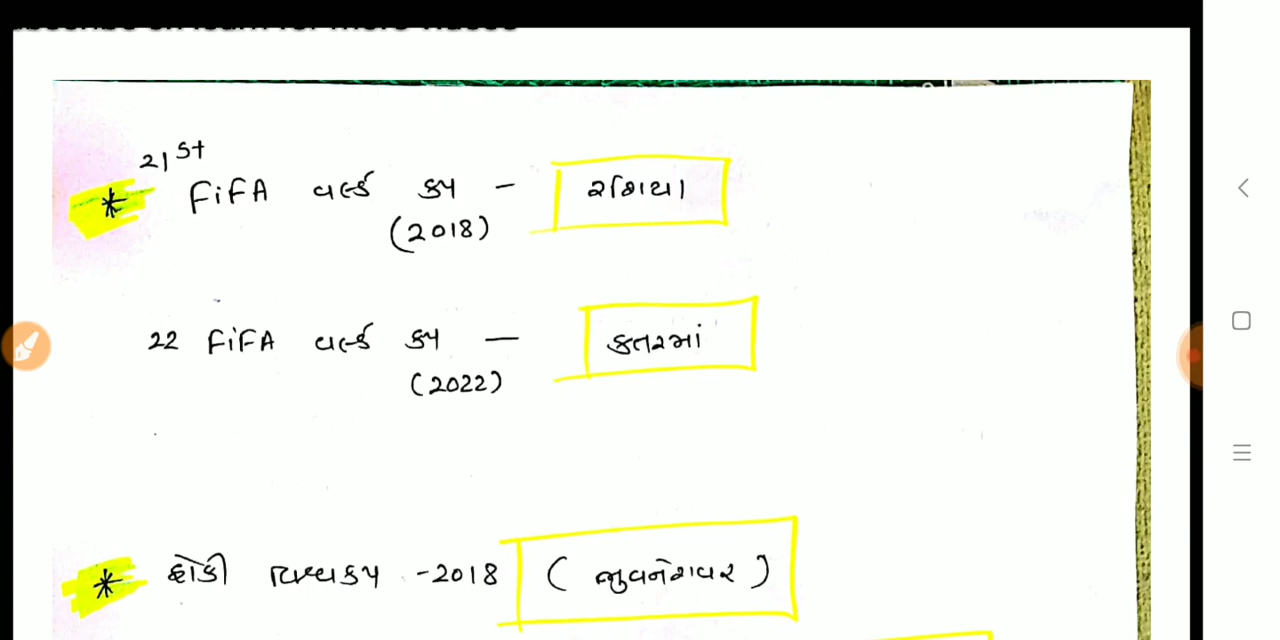 21st
FiFA વર્લ્ડ કપ - રશિયા
(2018)
22 FiFA વર્લ્ડ કપ - કતારમાં
(2022)
હોકી વિશ્વકપ -2018 (ભુવનેશ્વર)